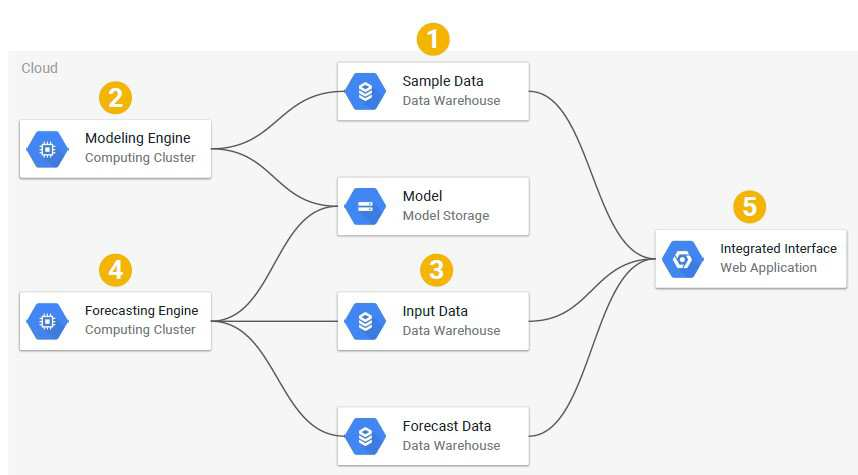 1
Cloud
Sample Data
Data Warehouse
2
Modeling Engine
Computing Cluster
Model
Model Storage
5
Integrated Interface
Web Application
4
3
Forecasting Engine
Computing Cluster
Input Data
Data Warehouse
Forecast Data
Data Warehouse